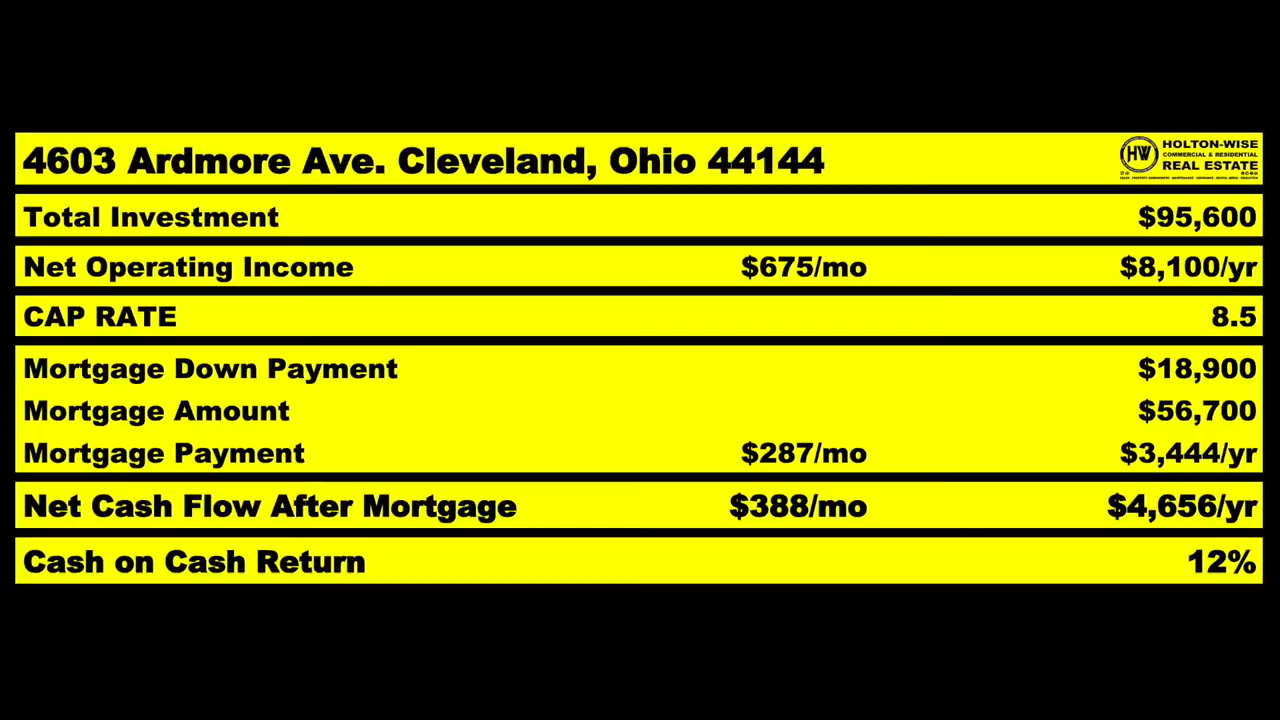 4603 Ardmore Ave. Cleveland, Ohio 44144
HW
HOLTON-WISE
COMMERCIAL & RESIDENTIAL
REAL ESTATE
Total Investment $95,600
Net Operating Income $675/mo $8,100/yr
CAP RATE 8.5
Mortgage Down Payment $18,900
Mortgage Amount $56,700
Mortgage Payment $287/mo $3,444/yr
Net Cash Flow After Mortgage $388/mo $4,656/yr
Cash on Cash Return 12%